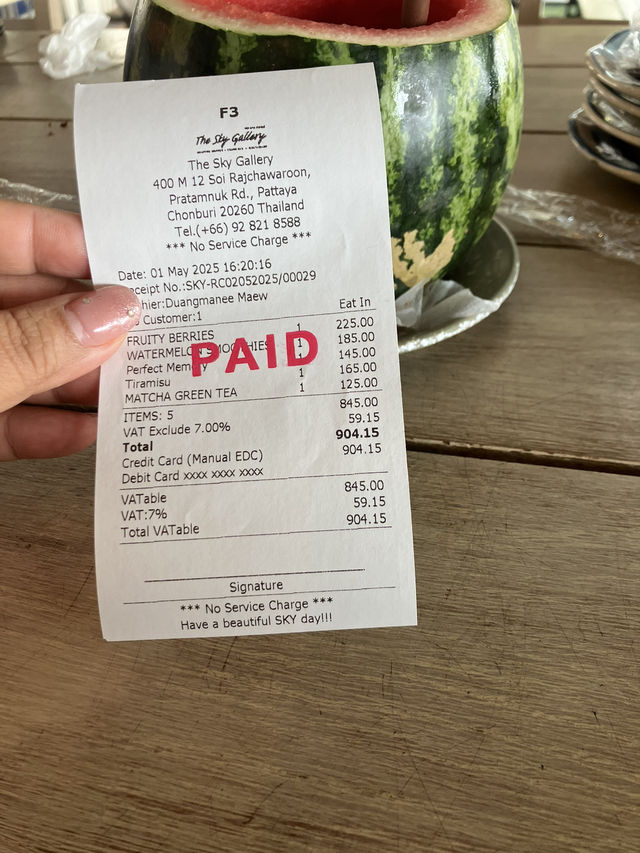 F3
The Sky Gallery
The Sky Gallery
400 M 12 Soi Rajchawaroon,
Pratamnuk Rd., Pattaya
Chonburi 20260 Thailand
Tel.(+66) 92 821 8588
*** No Service Charge ***
Date: 01 May 2025 16:20:16
ceipt No.:SKY-RC02052025/00029
hier:Duangmanee Maew
Customer:1 Eat In
FRUITY BERRIES 1 225.00
WATERMELON SMOOTHIES 1 185.00
Perfect Memory 1 145.00
Tiramisu 1 165.00
MATCHA GREEN TEA 1 125.00
PAID
ITEMS: 5 845.00
VAT Exclude 7.00% 59.15
Total 904.15
Credit Card (Manual EDC) 904.15
Debit Card xxxx xxxx xxxx
VATable 845.00
VAT:7% 59.15
Total VATable 904.15
Signature
*** No Service Charge ***
Have a beautiful SKY day!!!